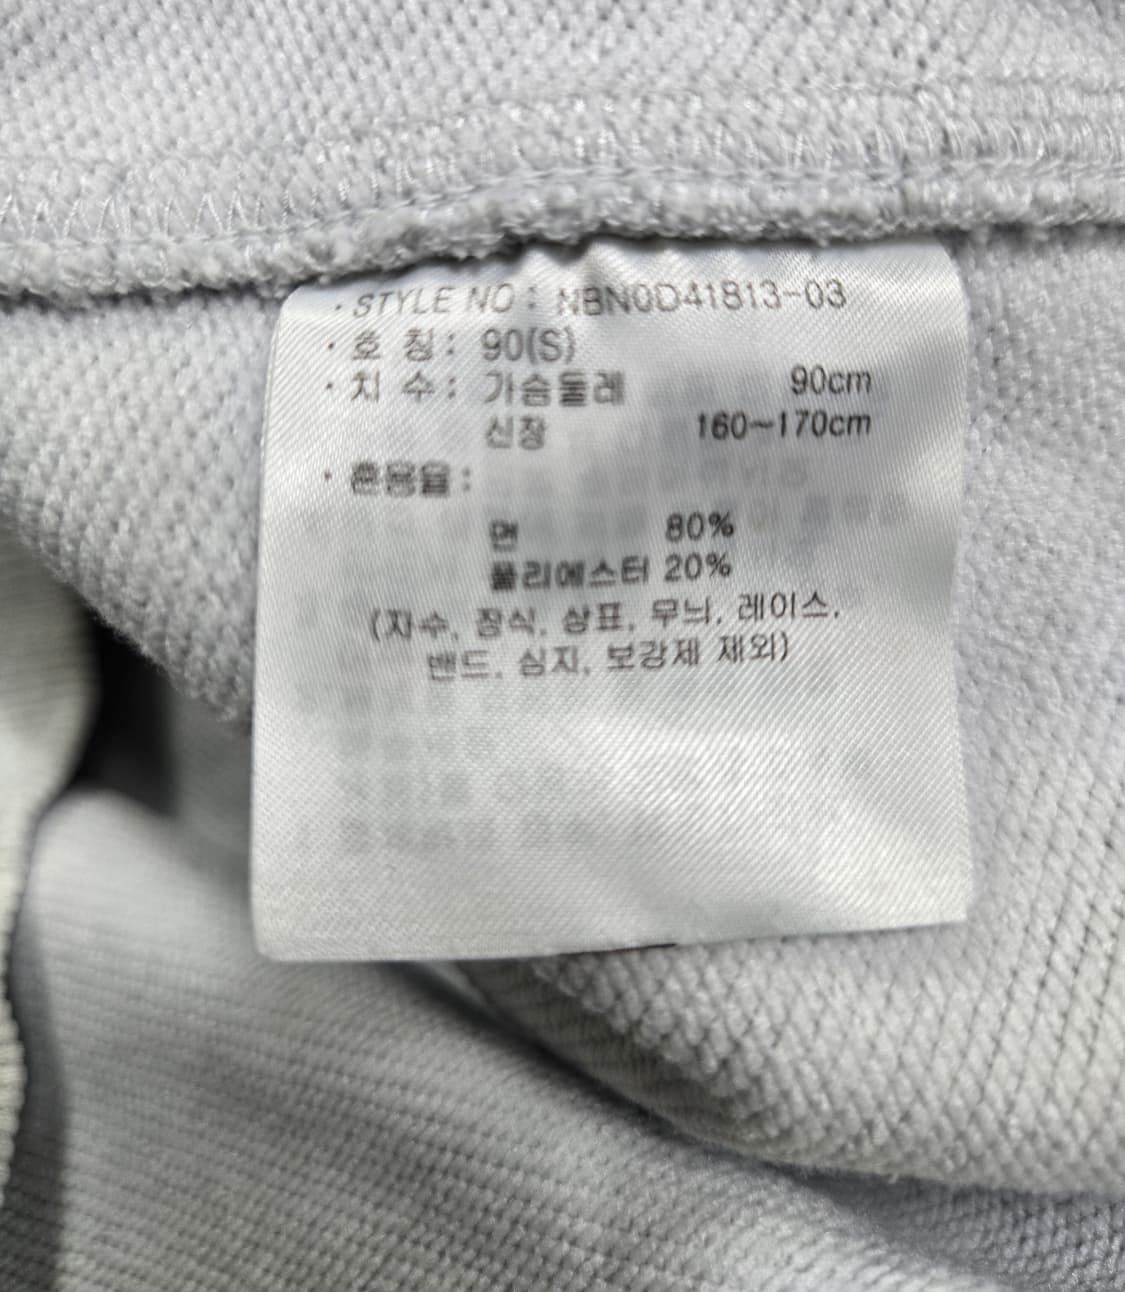 · STYLE NO : NBN0D41813-03
· 호 칭 : 90(S)
· 치 수 : 가슴둘레 90cm
신장 160~170cm
· 혼용율 :
면 80%
폴리에스터 20%
(자수, 장식, 상표, 무늬, 레이스,
밴드, 심지, 보강제 제외)